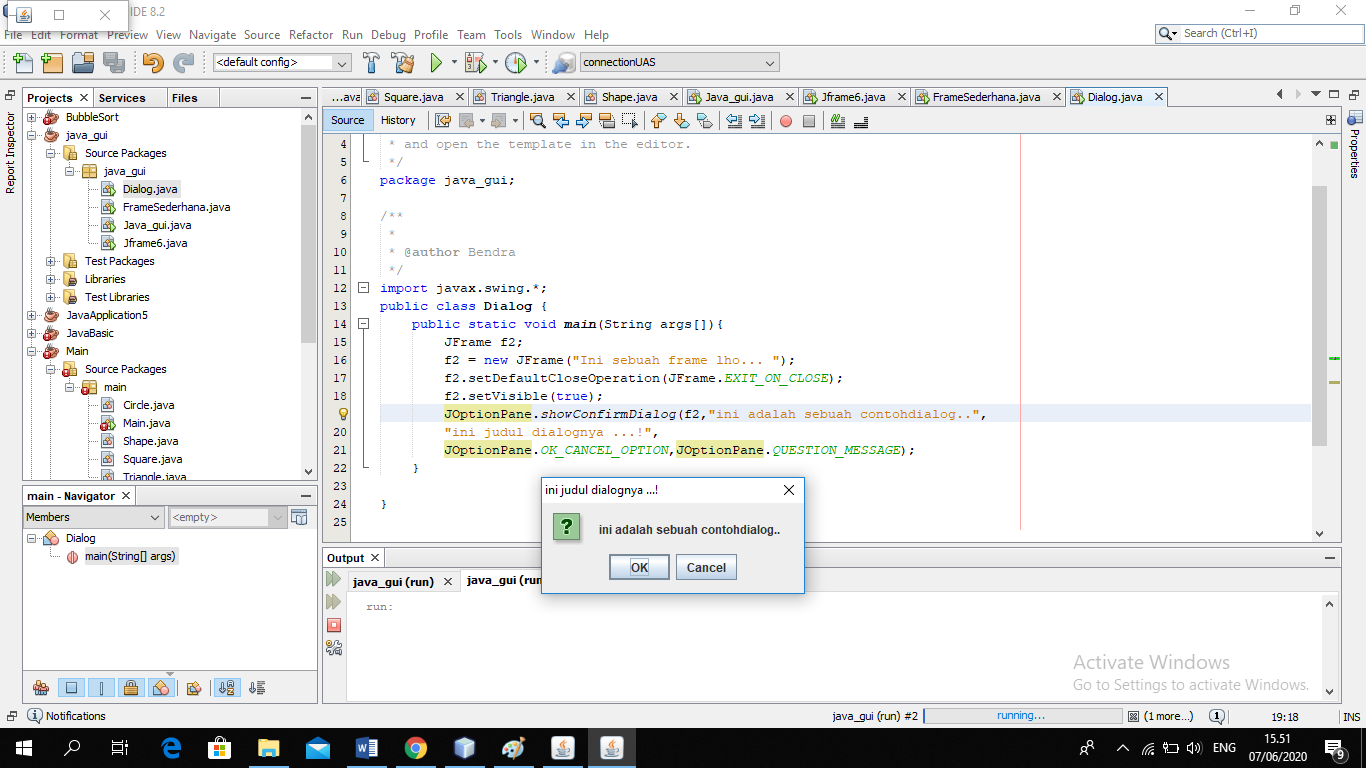 IDE 8.2
File Edit Format Preview View Navigate Source Refactor Run Debug Profile Team Tools Window Help
Search (Ctrl+I)
<default config>
connectionUAS
Projects Services Files
...ava Square.java Triangle.java Shape.java Java_gui.java Jframe6.java FrameSederhana.java Dialog.java
Source History
Report Inspector
Properties
BubbleSort
java_gui
Source Packages
java_gui
Dialog.java
FrameSederhana.java
Java_gui.java
Jframe6.java
Test Packages
Libraries
Test Libraries
JavaApplication5
JavaBasic
Main
Source Packages
main
Circle.java
Main.java
Shape.java
Square.java
Triangle.java
4 * and open the template in the editor.
5 */
6 package java_gui;
7
8 /**
9 *
10 * @author Bendra
11 */
12 import javax.swing.*;
13 public class Dialog {
14 public static void main(String args[]){
15 JFrame f2;
16 f2 = new JFrame("Ini sebuah frame lho... ");
17 f2.setDefaultCloseOperation(JFrame.EXIT_ON_CLOSE);
18 f2.setVisible(true);
JOptionPane.showConfirmDialog(f2,"ini adalah sebuah contohdialog..",
20 "ini judul dialognya ...!",
21 JOptionPane.OK_CANCEL_OPTION,JOptionPane.QUESTION_MESSAGE);
22 }
23
24 }
25
main - Navigator
Members
<empty>
Dialog
main(String[] args)
ini judul dialognya ...!
ini adalah sebuah contohdialog..
OK Cancel
Output
java_gui (run) java_gui (run
run:
Activate Windows
Go to Settings to activate Windows.
Notifications
java_gui (run) #2 running... (1 more...) 1 19:18 INS
ENG
15.51
07/06/2020
9